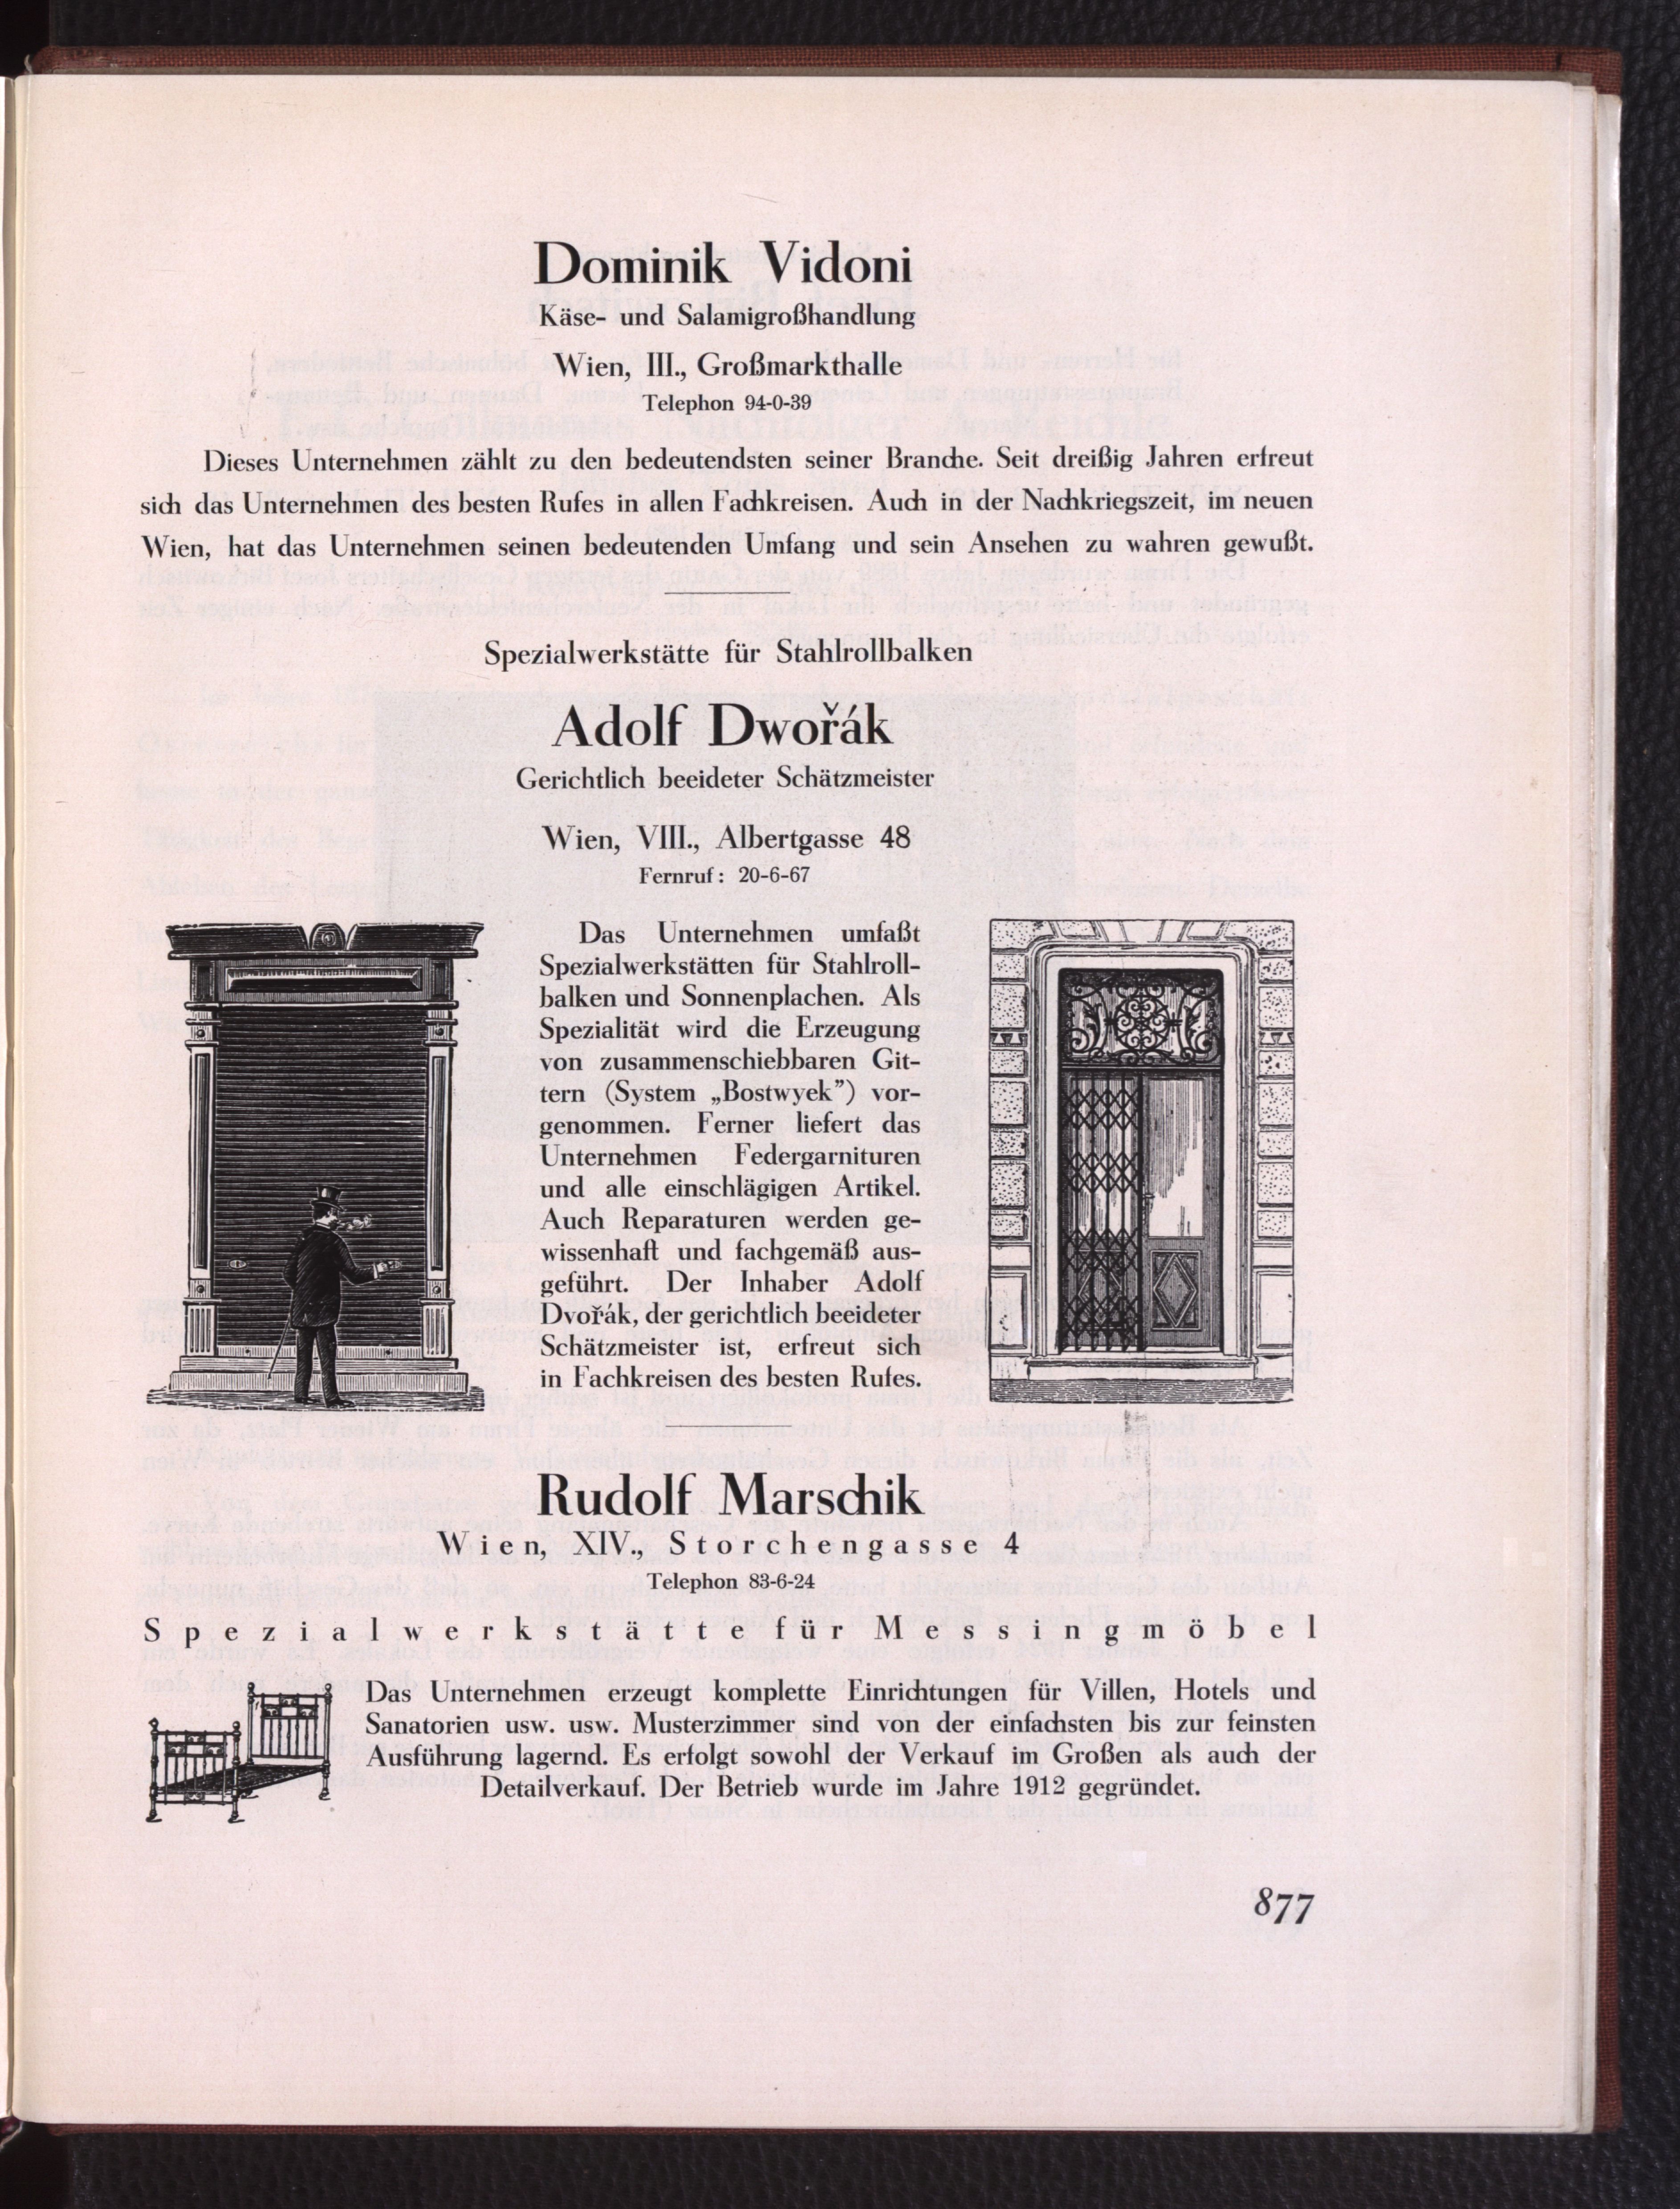 Dominik Vidoni
Käse- und Salamigroßhandlung
Wien, III., Großmarkthalle
Telephon 94-0-39
Dieses Unternehmen zählt zu den bedeutendsten seiner Branche. Seit dreißig Jahren erfreut
sich das Unternehmen des besten Rufes in allen Fachkreisen. Auch in der Nachkriegszeit, im neuen
Wien, hat das Unternehmen seinen bedeutenden Umfang und sein Ansehen zu wahren gewußt.
Spezialwerkstätte für Stahlrollbalken
Adolf Dwořák
Gerichtlich beeideter Schätzmeister
Wien, VIII., Albertgasse 48
Fernruf: 20-6-67
Das Unternehmen umfaßt
Spezialwerkstätten für Stahlroll-
balken und Sonnenplachen. Als
Spezialität wird die Erzeugung
von zusammenschiebbaren Git-
tern (System „Bostwyek”) vor-
genommen. Ferner liefert das
Unternehmen Federgarnituren
und alle einschlägigen Artikel.
Auch Reparaturen werden ge-
wissenhaft und fachgemäß aus-
geführt. Der Inhaber Adolf
Dvořák, der gerichtlich beeideter
Schätzmeister ist, erfreut sich
in Fachkreisen des besten Rufes.
Rudolf Marschik
Wien, XIV., Storchengasse 4
Telephon 83-6-24
Spezialwerkstätte für Messingmöbel
Das Unternehmen erzeugt komplette Einrichtungen für Villen, Hotels und
Sanatorien usw. usw. Musterzimmer sind von der einfachsten bis zur feinsten
Ausführung lagernd. Es erfolgt sowohl der Verkauf im Großen als auch der
Detailverkauf. Der Betrieb wurde im Jahre 1912 gegründet.
877